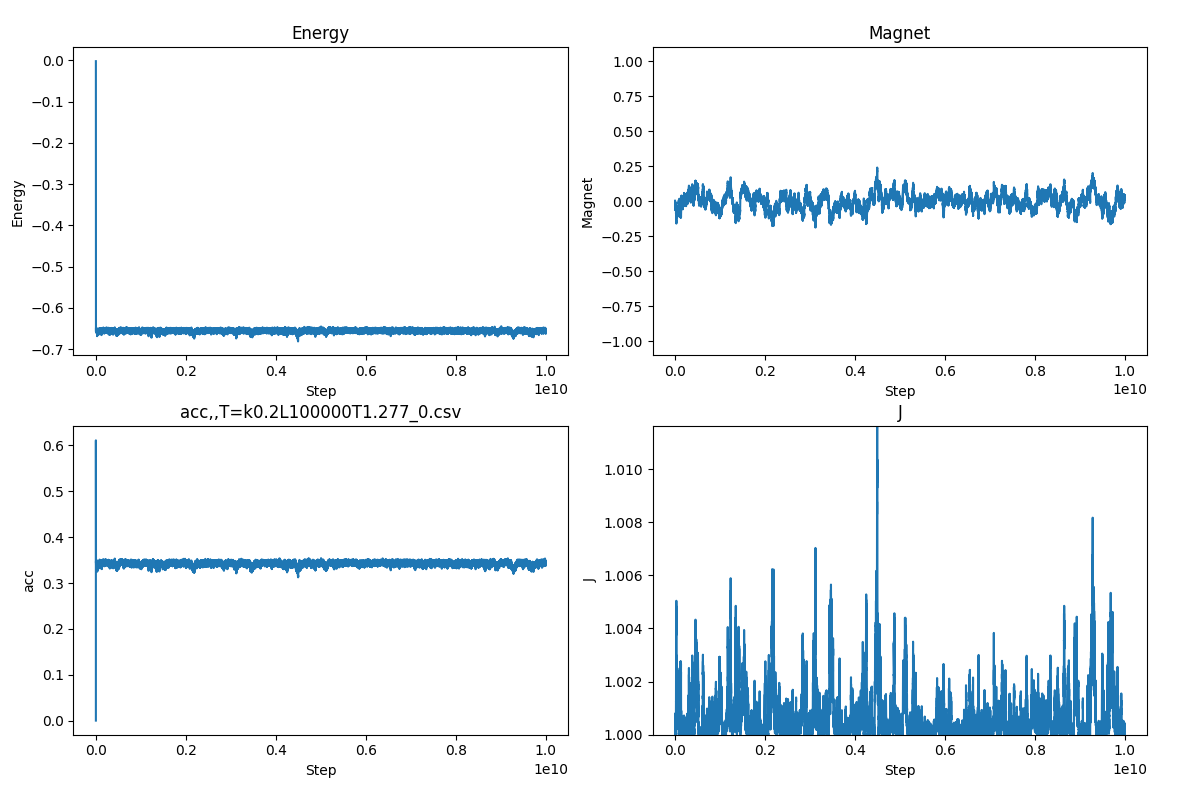 Energy
Energy
0.0
−0.1
−0.2
−0.3
−0.4
−0.5
−0.6
−0.7
0.0 0.2 0.4 0.6 0.8 1.0
Step
1e10
Magnet
Magnet
1.00
0.75
0.50
0.25
0.00
−0.25
−0.50
−0.75
−1.00
0.0 0.2 0.4 0.6 0.8 1.0
Step
1e10
acc,,T=k0.2L100000T1.277_0.csv
acc
0.6
0.5
0.4
0.3
0.2
0.1
0.0
0.0 0.2 0.4 0.6 0.8 1.0
Step
1e10
J
J
1.010
1.008
1.006
1.004
1.002
1.000
0.0 0.2 0.4 0.6 0.8 1.0
Step
1e10